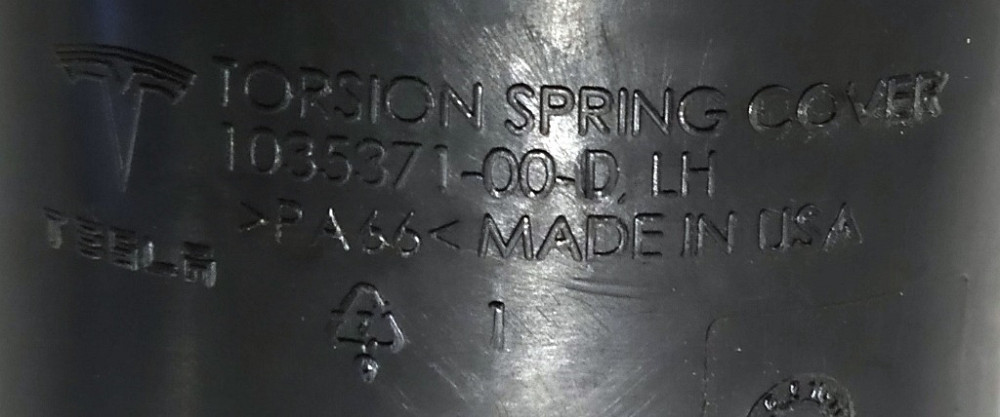 TORSION SPRING COVER
1035371-00-D, LH
>PA66< MADE IN USA
TESLA
1